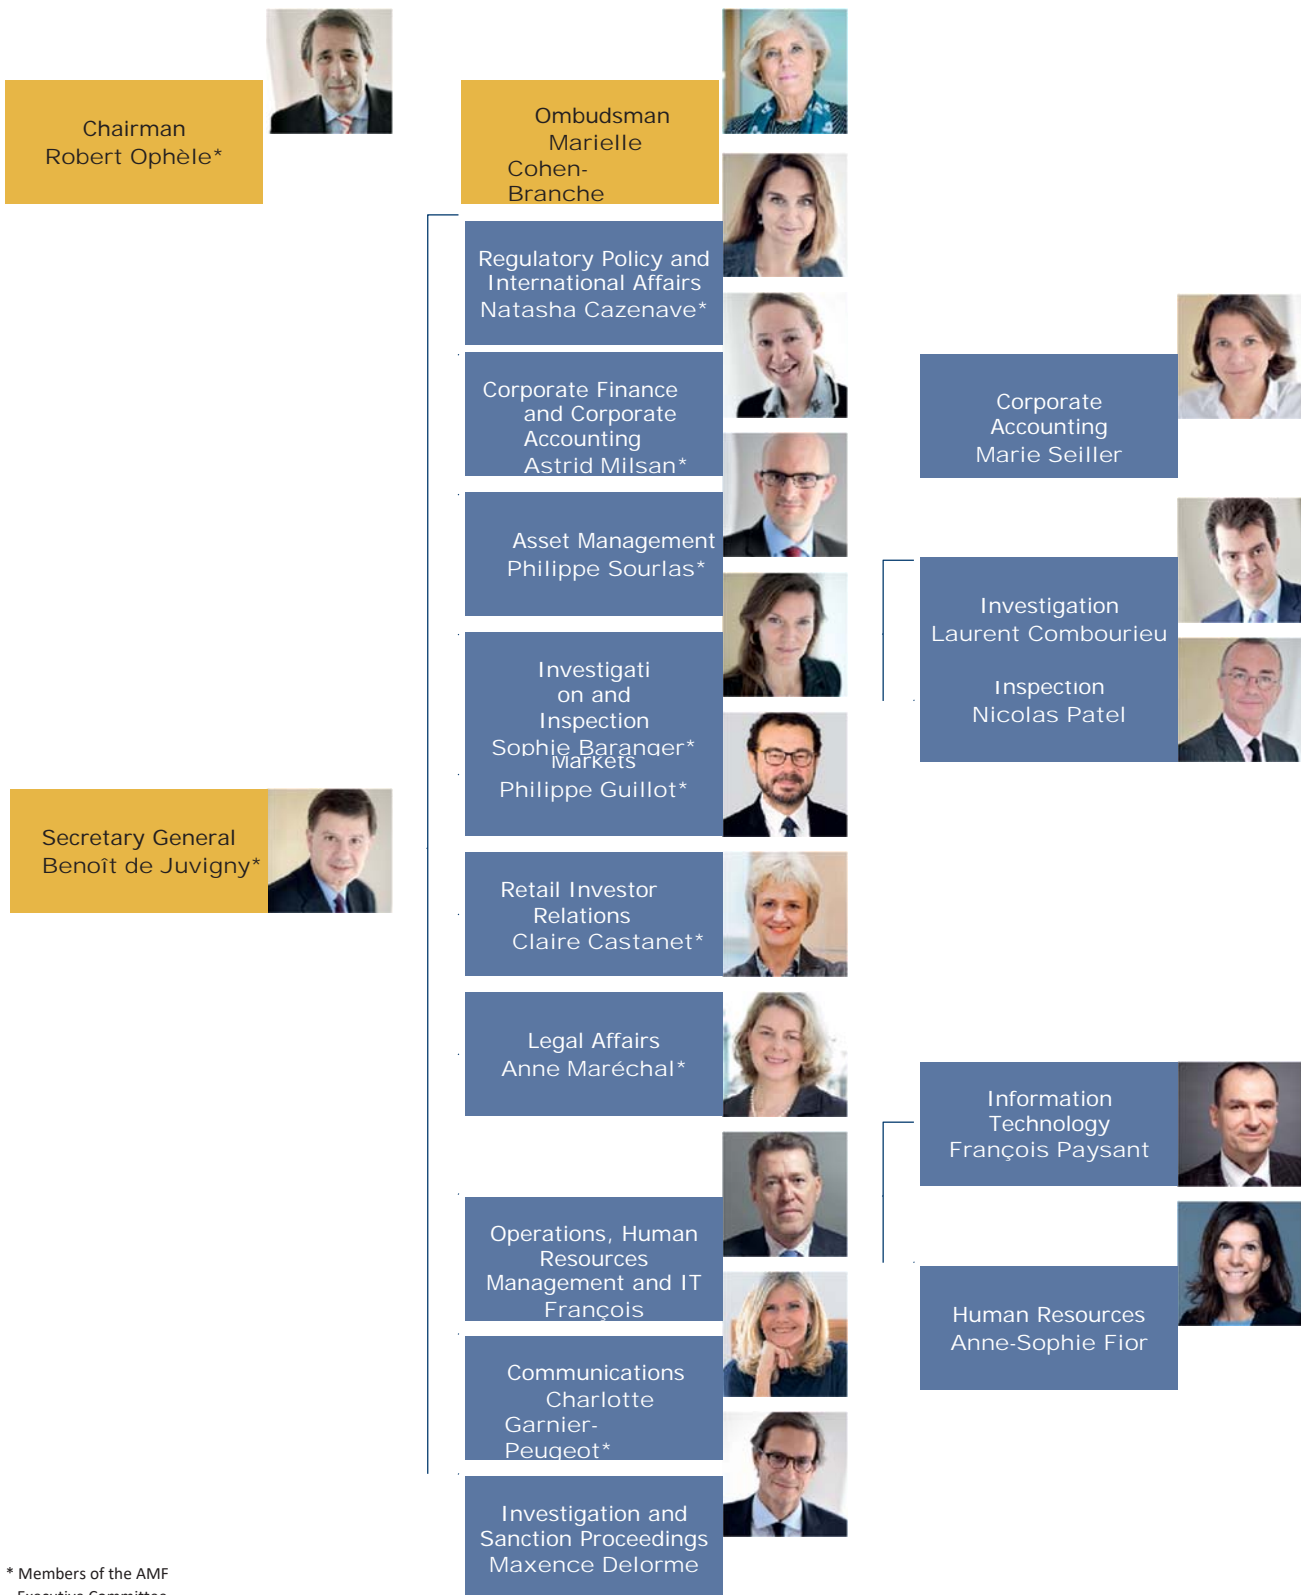 Chairman
Robert Ophèle*
Ombudsman
Marielle
Cohen-
Branche
Regulatory Policy and
International Affairs
Natasha Cazenave*
Corporate Finance
and Corporate
Accounting
Astrid Milsan*
Corporate
Accounting
Marie Seiller
Asset Management
Philippe Sourlas*
Investigation
Laurent Combourieu
Inspection
Nicolas Patel
Investigati
on and
Inspection
Sophie Baranger*
Markets
Philippe Guillot*
Secretary General
Benoît de Juvigny*
Retail Investor
Relations
Claire Castanet*
Legal Affairs
Anne Maréchal*
Information
Technology
François Paysant
Operations, Human
Resources
Management and IT
François
Human Resources
Anne-Sophie Fior
Communications
Charlotte
Garnier-
Peugeot*
Investigation and
Sanction Proceedings
Maxence Delorme
* Members of the AMF
Executive Committee